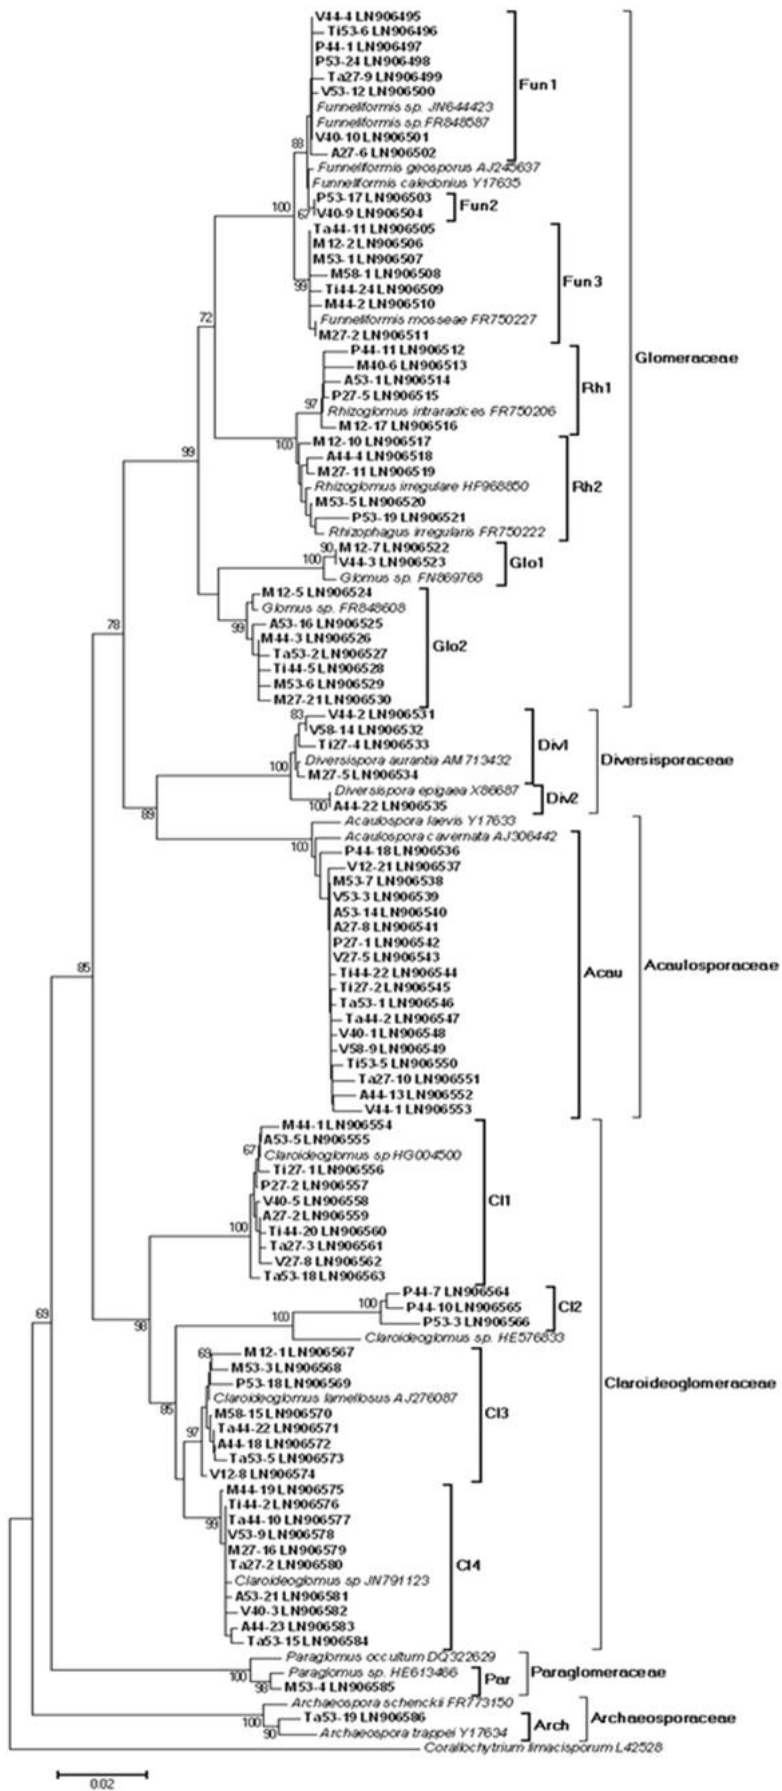 V44-4 LN906495
Ti53-6 LN906496
P44-1 LN906497
P53-24 LN906498
Ta27-9 LN906499
V53-12 LN906500
Fun1
Funneliformis sp. JN644423
Funneliformis sp.FR848587
V40-10 LN906501
88
A27-6 LN906502
Funneliformis geosporus AJ245637
Funneliformis caledonius Y17635
P53-17 LN906503
Fun2
100
67
V40-9 LN906504
Ta44-11 LN906505
M12-2 LN906506
M53-1 LN906507
M58-1 LN906508
Fun3
99
Ti44-24 LN906509
M44-2 LN906510
72
Funneliformis mosseae FR750227
M27-2 LN906511
P44-11 LN906512
Glomeraceae
M40-6 LN906513
A53-1 LN906514
Rh1
97
P27-5 LN906515
Rhizoglomus intraradices FR750206
M12-17 LN906516
100
M12-10 LN906517
99
A44-4 LN906518
M27-11 LN906519
Rhizoglomus irregulare HF968850
Rh2
M53-5 LN906520
P53-19 LN906521
Rhizophagus irregularis FR750222
90
M12-7 LN906522
100
V44-3 LN906523
Glo1
Glomus sp. FN869768
M12-5 LN906524
Glomus sp. FR848608
78
99
A53-16 LN906525
M44-3 LN906526
Glo2
Ta53-2 LN906527
Ti44-5 LN906528
M53-6 LN906529
M27-21 LN906530
83
V44-2 LN906531
V58-14 LN906532
Ti27-4 LN906533
Div1
Diversisporaceae
100
Diversispora aurantia AM713432
M27-5 LN906534
Diversispora epigaea X86687
Div2
100
A44-22 LN906535
89
Acaulospora laevis Y17633
Acaulospora cavernata AJ306442
100
P44-18 LN906536
V12-21 LN906537
M53-7 LN906538
V53-3 LN906539
A53-14 LN906540
A27-8 LN906541
P27-1 LN906542
V27-5 LN906543
85
Acaulosporaceae
Ti44-22 LN906544
Acau
Ti27-2 LN906545
Ta53-1 LN906546
Ta44-2 LN906547
V40-1 LN906548
V58-9 LN906549
Ti53-5 LN906550
Ta27-10 LN906551
A44-13 LN906552
V44-1 LN906553
M44-1 LN906554
A53-5 LN906555
67
Claroideoglomus sp HG004500
Ti27-1 LN906556
P27-2 LN906557
V40-5 LN906558
Cl1
A27-2 LN906559
100
Ti44-20 LN906560
Ta27-3 LN906561
V27-8 LN906562
Ta53-18 LN906563
P44-7 LN906564
100
P44-10 LN906565
Cl2
69
98
100
P53-3 LN906566
Claroideoglomus sp. HE576833
69
M12-1 LN906567
M53-3 LN906568
P53-18 LN906569
Claroideoglomeraceae
Claroideoglomus lamellosus AJ276087
85
M58-15 LN906570
Cl3
97
Ta44-22 LN906571
A44-18 LN906572
Ta53-5 LN906573
V12-8 LN906574
M44-19 LN906575
Ti44-2 LN906576
99
Ta44-10 LN906577
V53-9 LN906578
M27-16 LN906579
Ta27-2 LN906580
Cl4
Claroideoglomus sp JN791123
A53-21 LN906581
V40-3 LN906582
A44-23 LN906583
Ta53-15 LN906584
Paraglomus occultum DQ322629
100
Paraglomus sp. HE613466
Par
Paraglomeraceae
98
M53-4 LN906585
Archaeospora schenckii FR773150
100
Ta53-19 LN906586
Arch
Archaeosporaceae
90
Archaeospora trappei Y17634
Corallochytrium limacisporum L42528
0.02